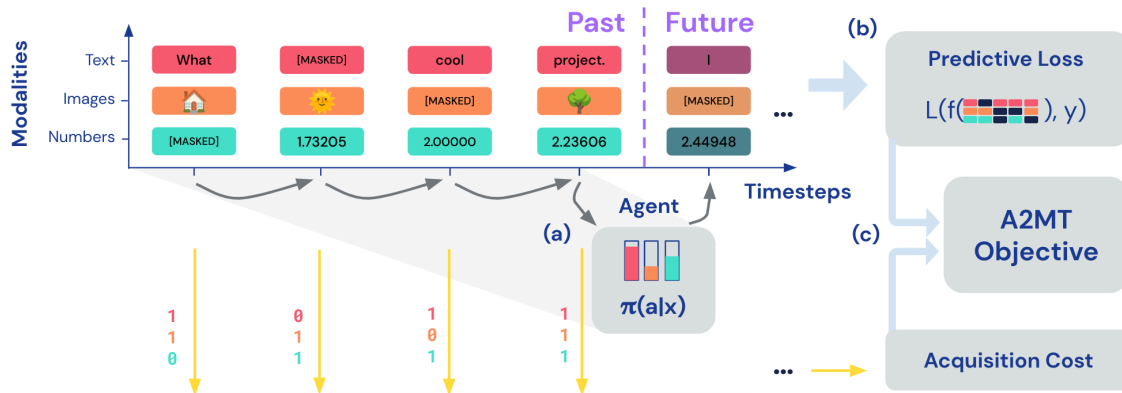 Past Future
Modalities
Text What [MASKED] cool project. I
Images [MASKED] [MASKED]
Numbers [MASKED] 1.73205 2.00000 2.23606 2.44948
...
Timesteps
(a)
Agent
π(a|x)
1 0 1 1
1 1 0 1
0 1 1 1
...
(b)
Predictive Loss
L(f( ), y)
(c)
A2MT
Objective
Acquisition Cost